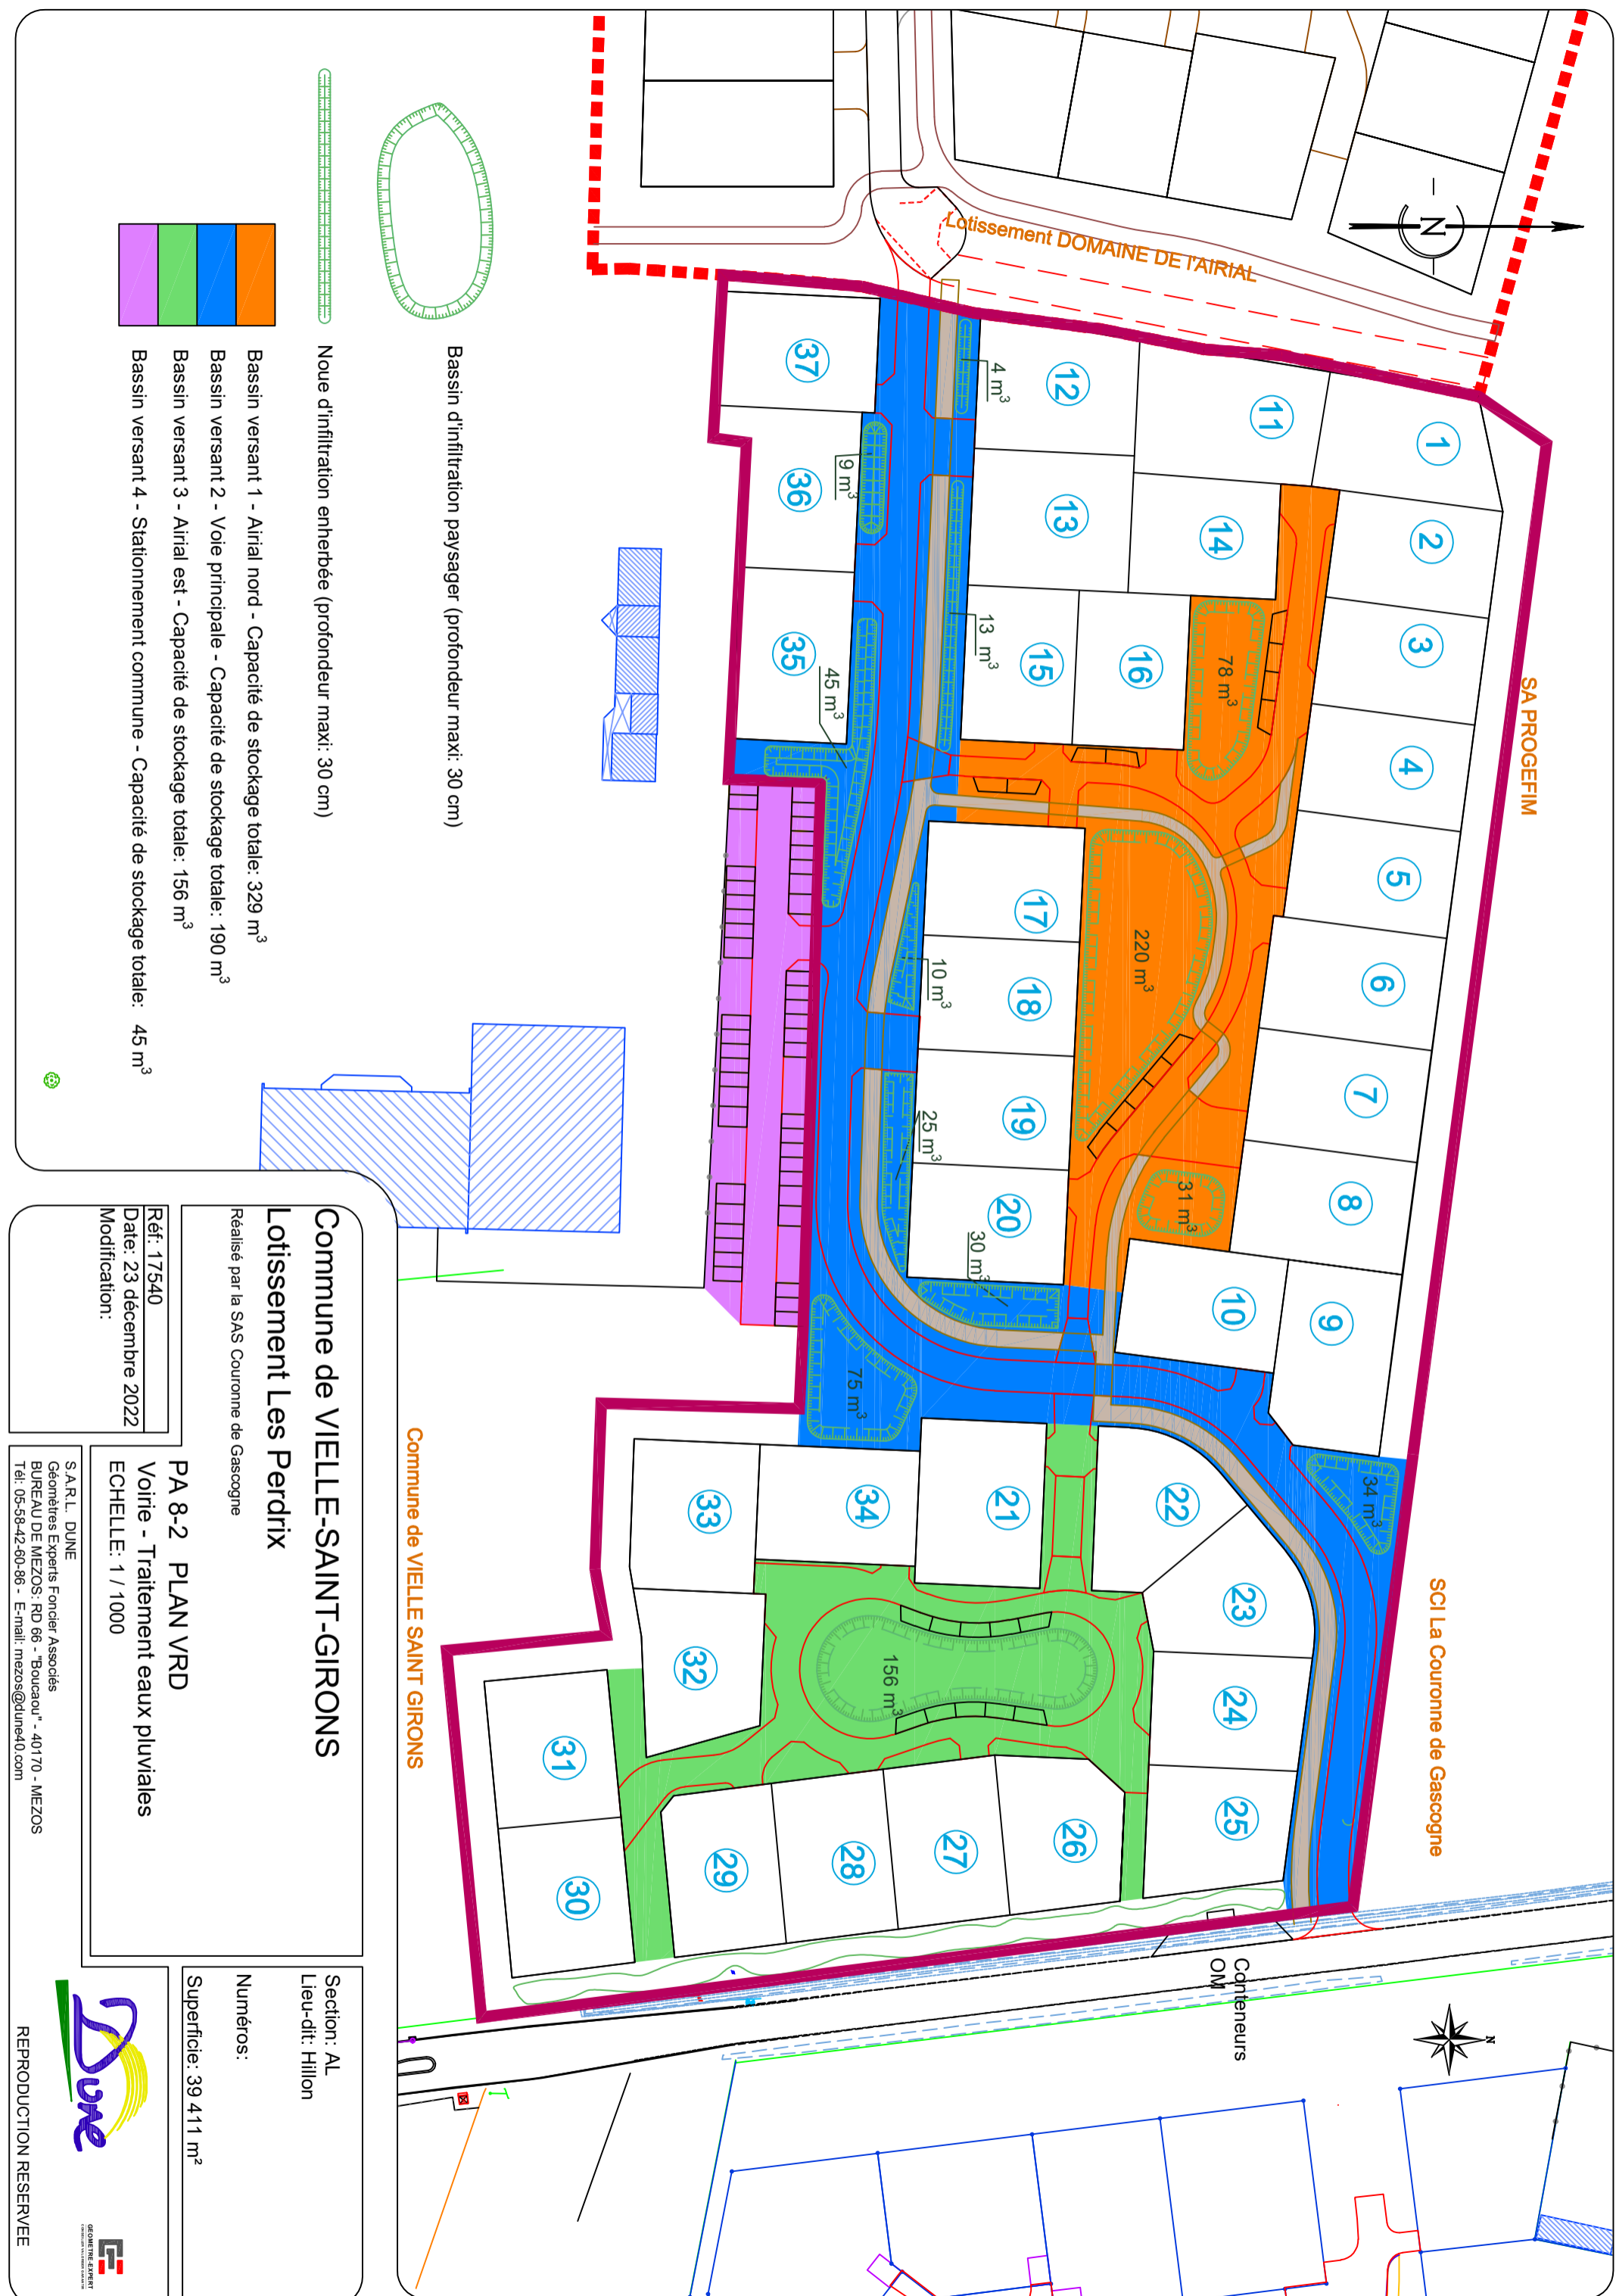 Lotissement DOMAINE DE l'AIRIAL
SA PROGEFIM
SCI La Couronne de Gascogne
Commune de VIELLE SAINT GIRONS
Conteneurs
OM
N
N
1
2
3
4
5
6
7
8
9
10
11
12
13
14
15
16
17
18
19
20
21
22
23
24
25
26
27
28
29
30
31
32
33
34
35
36
37
4 m³
9 m³
13 m³
45 m³
78 m³
220 m³
10 m³
25 m³
31 m³
30 m³
75 m³
34 m³
156 m³
T
Bassin d'infiltration paysager (profondeur maxi: 30 cm)
Noue d'infiltration enherbée (profondeur maxi: 30 cm)
Bassin versant 1 - Airial nord - Capacité de stockage totale: 329 m³
Bassin versant 2 - Voie principale - Capacité de stockage totale: 190 m³
Bassin versant 3 - Airial est - Capacité de stockage totale: 156 m³
Bassin versant 4 - Stationnement commune - Capacité de stockage totale: 45 m³
Commune de VIELLE-SAINT-GIRONS
Lotissement Les Perdrix
Réalisé par la SAS Couronne de Gascogne
Réf: 17540
Date: 23 décembre 2022
Modification:
PA 8-2 PLAN VRD
Voirie - Traitement eaux pluviales
ECHELLE: 1 / 1000
S.A.R.L. DUNE
Géomètres Experts Foncier Associés
BUREAU DE MEZOS: RD 66 - "Boucaou" - 40170 - MEZOS
Tél: 05-58-42-60-86 - E-mail: mezos@dune40.com
Section: AL
Lieu-dit: Hillon
Numéros:
Superficie: 39 411 m²
Dune
GEOMETRE-EXPERT
REPRODUCTION RESERVEE